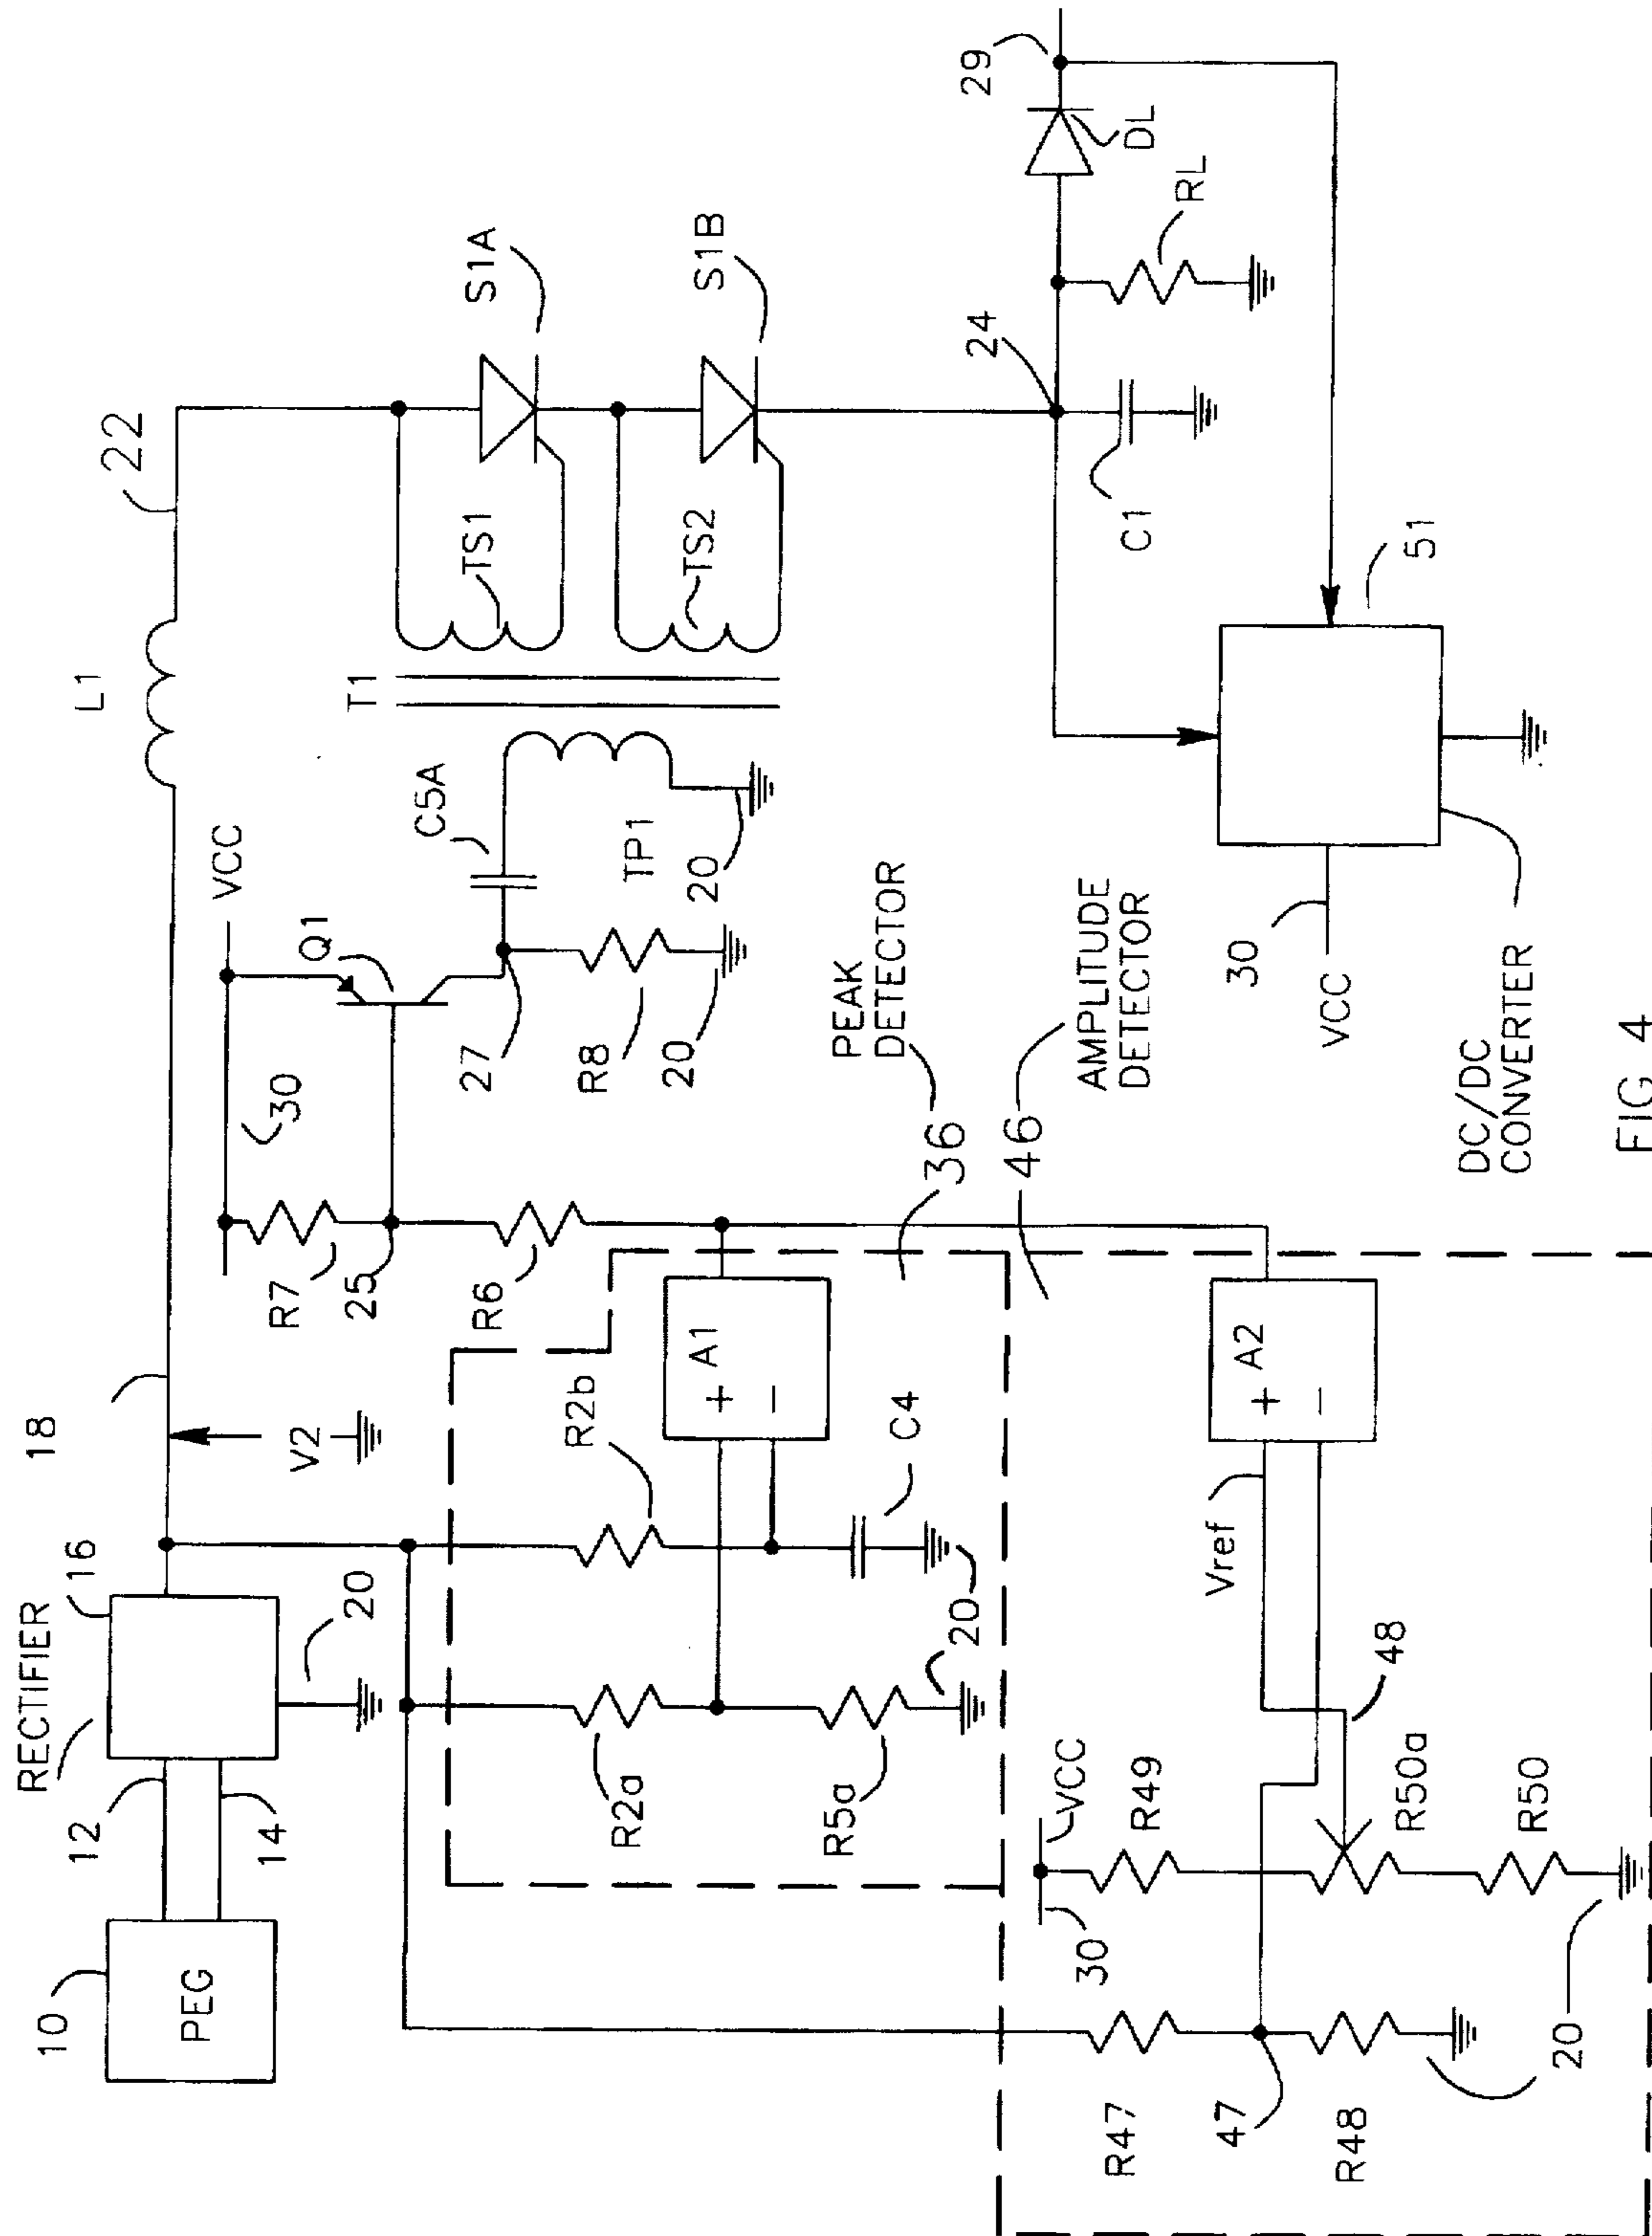 RECTIFIER
10
PEG
12
14
16
20
18
V2
L1
22
VCC
30
R7
25
R6
Q1
27
R8
20
C5A
TP1
20
T1
TS1
TS2
S1A
S1B
R2a
R5a
20
R2b
C4
20
A1
+
−
36
PEAK
DETECTOR
46
AMPLITUDE
DETECTOR
R47
47
R48
20
30
VCC
R49
R50a
R50
48
Vref
A2
+
−
24
C1
RL
DL
29
51
30
VCC
DC/DC
CONVERTER
FIG 4